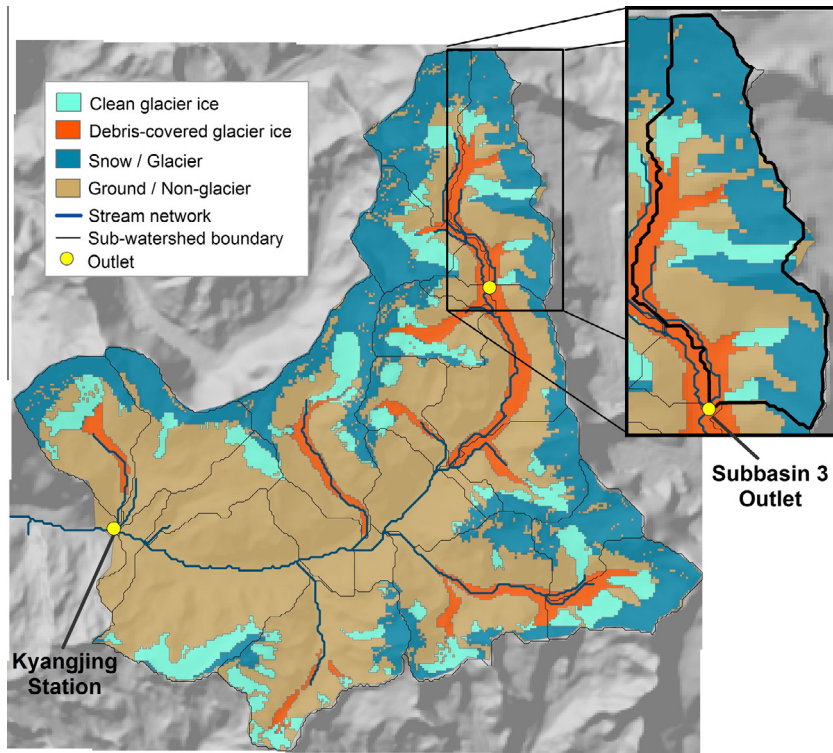 Clean glacier ice
Debris-covered glacier ice
Snow / Glacier
Ground / Non-glacier
Stream network
Sub-watershed boundary
Outlet
Subbasin 3
Outlet
Kyangjing
Station